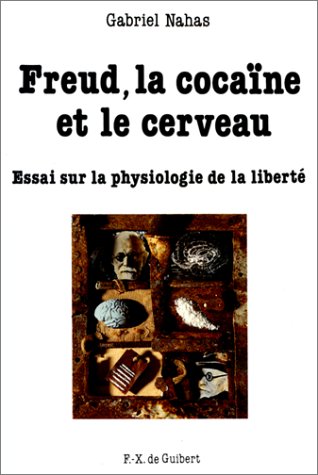 Gabriel Nahas
Freud, la cocaïne
et le cerveau
Essai sur la physiologie de la liberté
F.-X. de Guibert